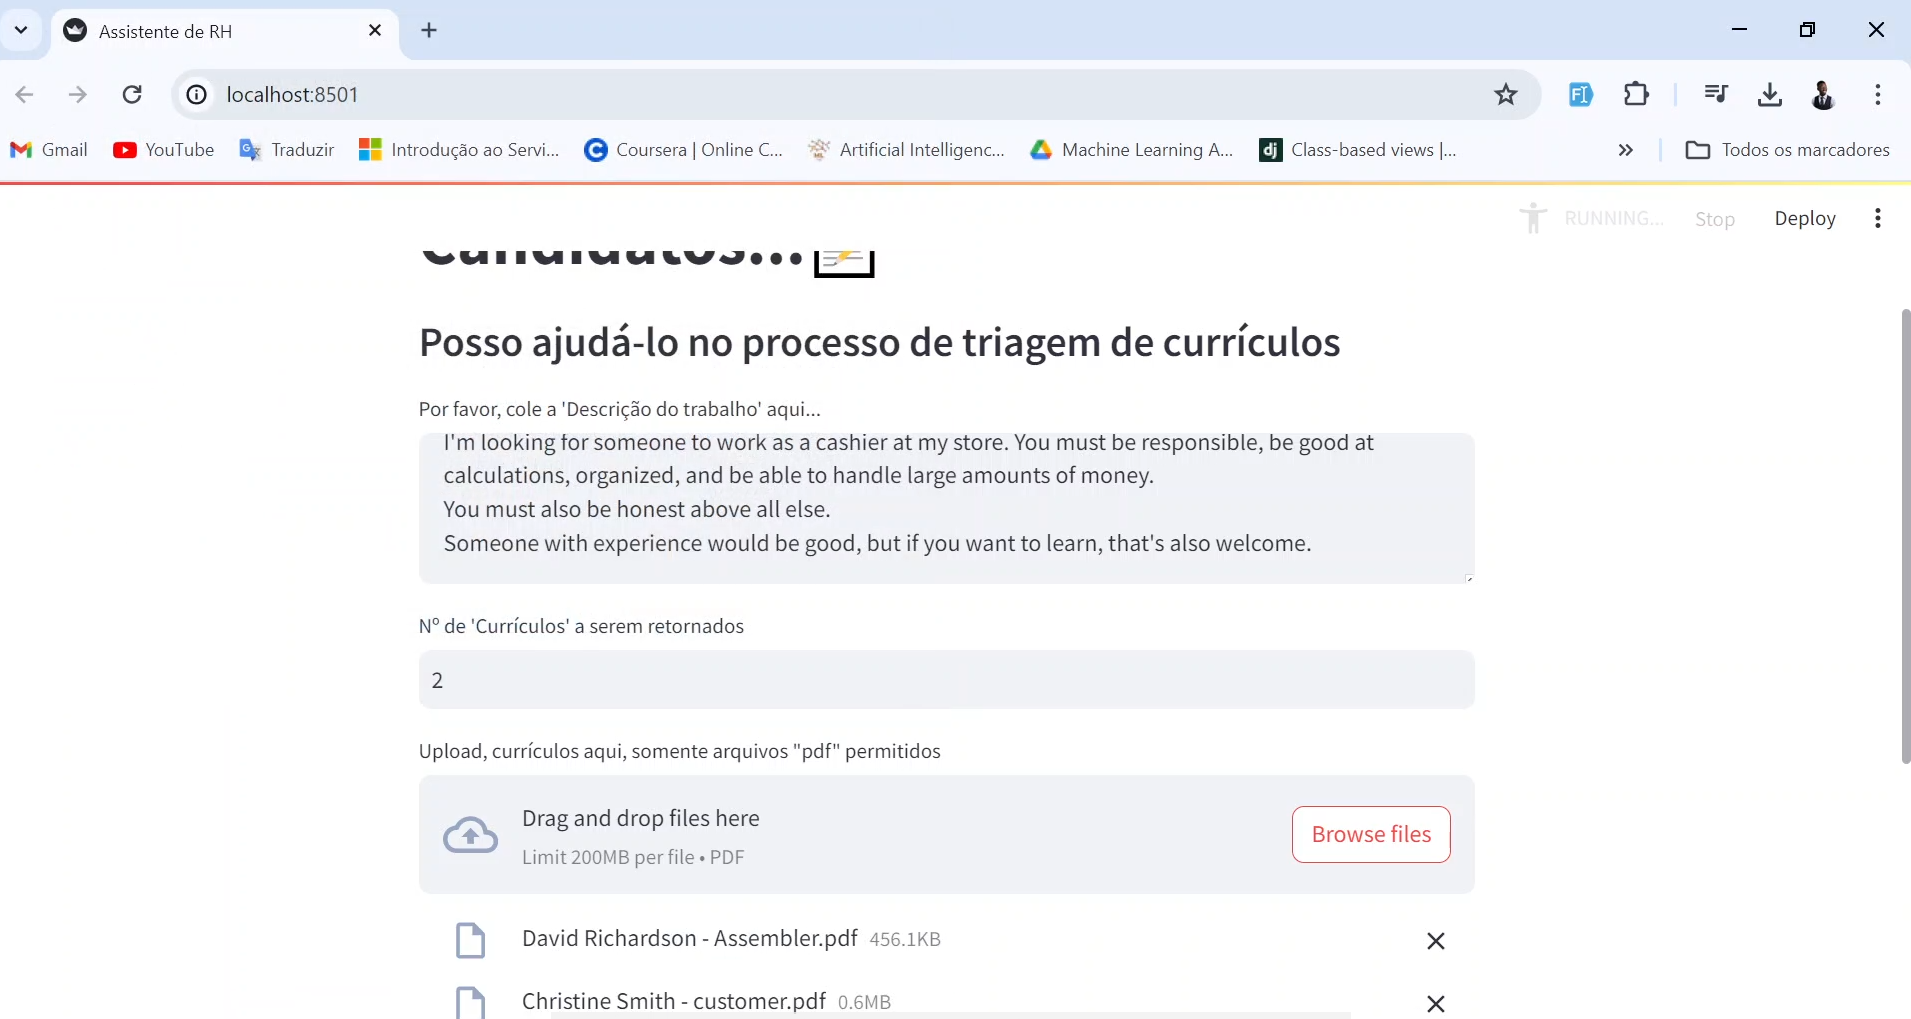 Assistente de RH
localhost:8501
Gmail YouTube Traduzir Introdução ao Servi... Coursera | Online C... Artificial Intelligenc... Machine Learning A... Class-based views |... Todos os marcadores
RUNNING... Stop Deploy
Candidatos...
Posso ajudá-lo no processo de triagem de currículos
Por favor, cole a 'Descrição do trabalho' aqui...
I'm looking for someone to work as a cashier at my store. You must be responsible, be good at
calculations, organized, and be able to handle large amounts of money.
You must also be honest above all else.
Someone with experience would be good, but if you want to learn, that's also welcome.
Nº de 'Currículos' a serem retornados
2
Upload, currículos aqui, somente arquivos "pdf" permitidos
Drag and drop files here
Limit 200MB per file • PDF
Browse files
David Richardson - Assembler.pdf 456.1KB
Christine Smith - customer.pdf 0.6MB